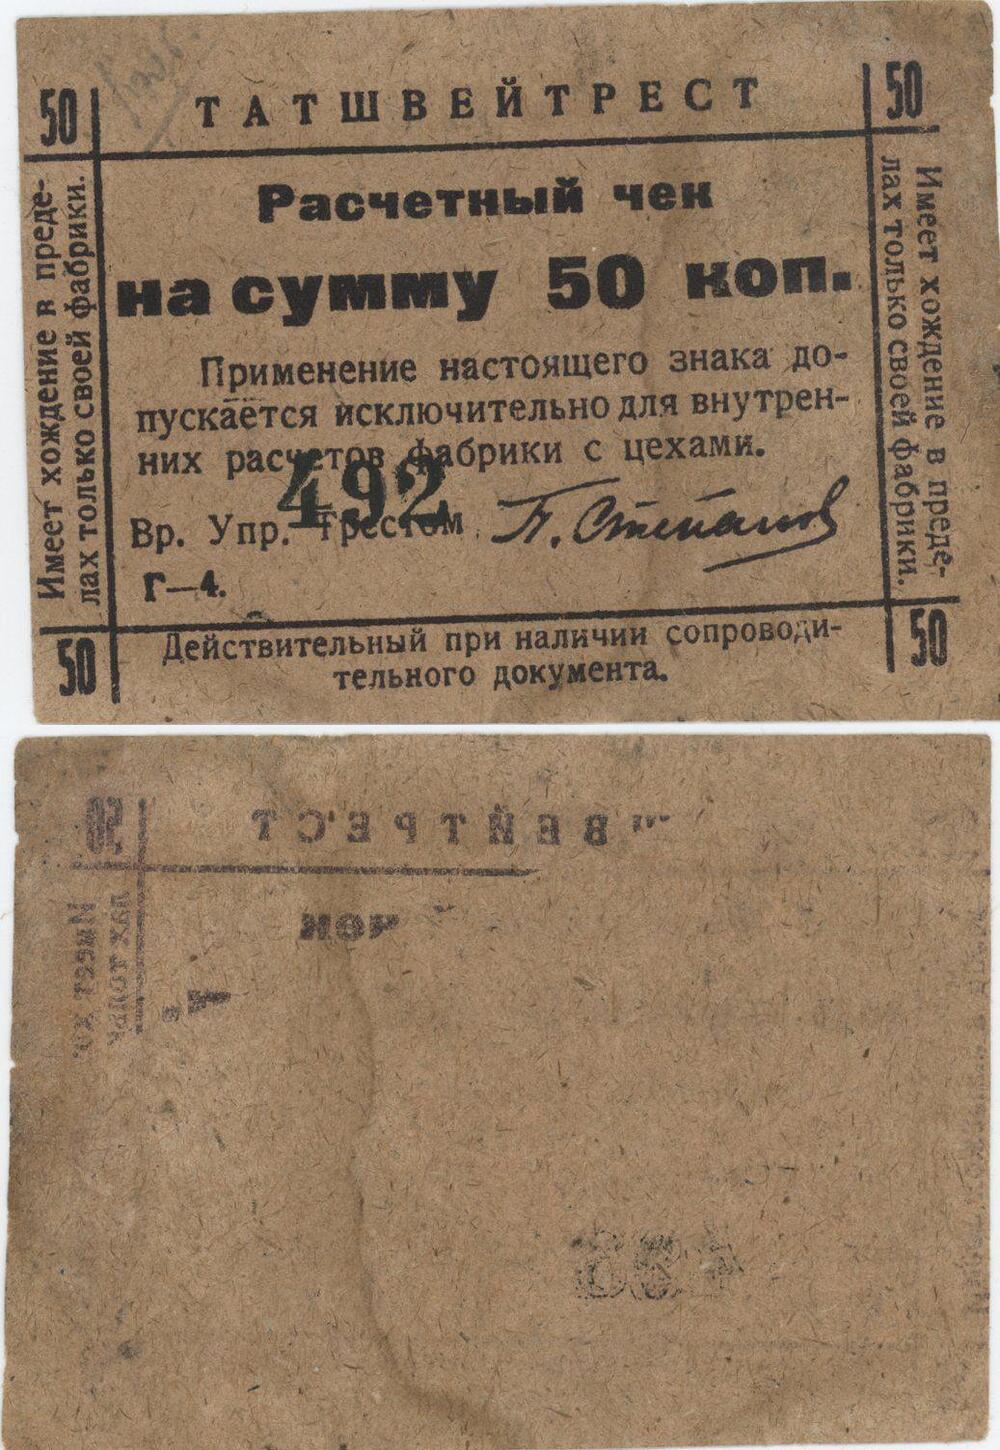 50 ТАТШВЕЙТРЕСТ 50
Имеет хождение в преде-
лах только своей фабрики.
Расчетный чек
на сумму 50 коп.
Применение настоящего знака до-
пускается исключительно для внутрен-
них расчетов фабрики с цехами.
492
Вр. Упр. Трестом П. Степанов
Г—4.
Имеет хождение в преде-
лах только своей фабрики.
50 Действительный при наличии сопроводи- 50
тельного документа.